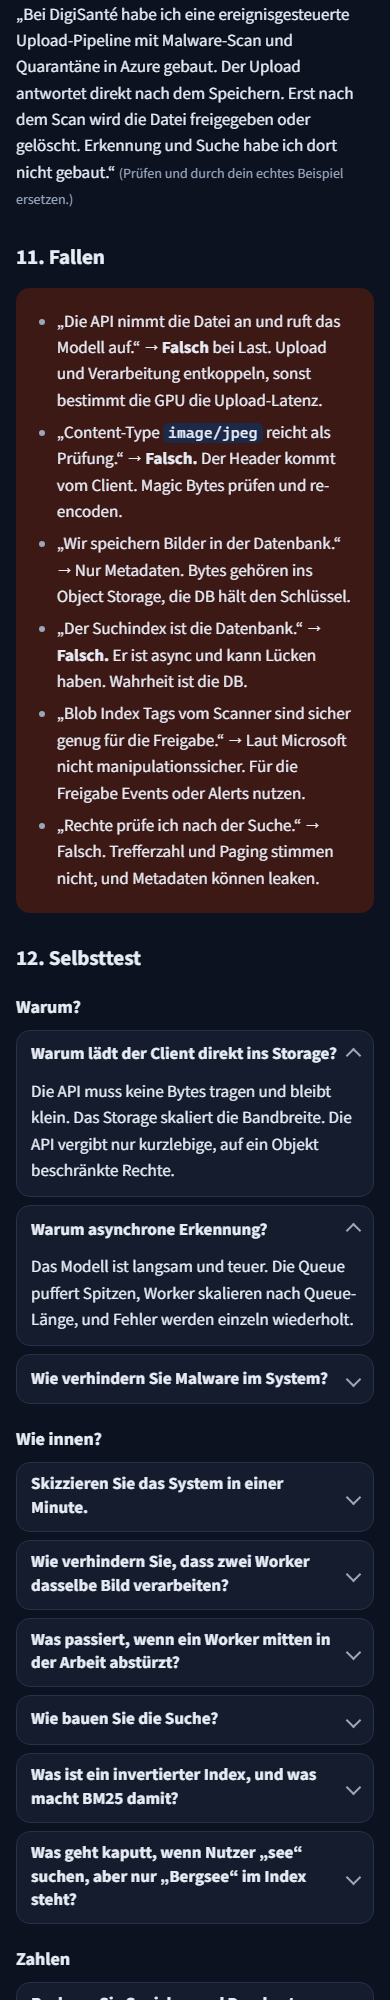 „Bei DigiSanté habe ich eine ereignisgesteuerte
Upload-Pipeline mit Malware-Scan und
Quarantäne in Azure gebaut. Der Upload
antwortet direkt nach dem Speichern. Erst nach
dem Scan wird die Datei freigegeben oder
gelöscht. Erkennung und Suche habe ich dort
nicht gebaut.“ (Prüfen und durch dein echtes Beispiel
ersetzen.)
11. Fallen
• „Die API nimmt die Datei an und ruft das
Modell auf.“ → Falsch bei Last. Upload
und Verarbeitung entkoppeln, sonst
bestimmt die GPU die Upload-Latenz.
• „Content-Type image/jpeg reicht als
Prüfung.“ → Falsch. Der Header kommt
vom Client. Magic Bytes prüfen und re-
encoden.
• „Wir speichern Bilder in der Datenbank.“
→ Nur Metadaten. Bytes gehören ins
Object Storage, die DB hält den Schlüssel.
• „Der Suchindex ist die Datenbank.“ →
Falsch. Er ist async und kann Lücken
haben. Wahrheit ist die DB.
• „Blob Index Tags vom Scanner sind sicher
genug für die Freigabe.“ → Laut Microsoft
nicht manipulationssicher. Für die
Freigabe Events oder Alerts nutzen.
• „Rechte prüfe ich nach der Suche.“ →
Falsch. Trefferzahl und Paging stimmen
nicht, und Metadaten können leaken.
12. Selbsttest
Warum?
Warum lädt der Client direkt ins Storage?
Die API muss keine Bytes tragen und bleibt
klein. Das Storage skaliert die Bandbreite. Die
API vergibt nur kurzlebige, auf ein Objekt
beschränkte Rechte.
Warum asynchrone Erkennung?
Das Modell ist langsam und teuer. Die Queue
puffert Spitzen, Worker skalieren nach Queue-
Länge, und Fehler werden einzeln wiederholt.
Wie verhindern Sie Malware im System?
Wie innen?
Skizzieren Sie das System in einer
Minute.
Wie verhindern Sie, dass zwei Worker
dasselbe Bild verarbeiten?
Was passiert, wenn ein Worker mitten in
der Arbeit abstürzt?
Wie bauen Sie die Suche?
Was ist ein invertierter Index, und was
macht BM25 damit?
Was geht kaputt, wenn Nutzer „see“
suchen, aber nur „Bergsee“ im Index
steht?
Zahlen